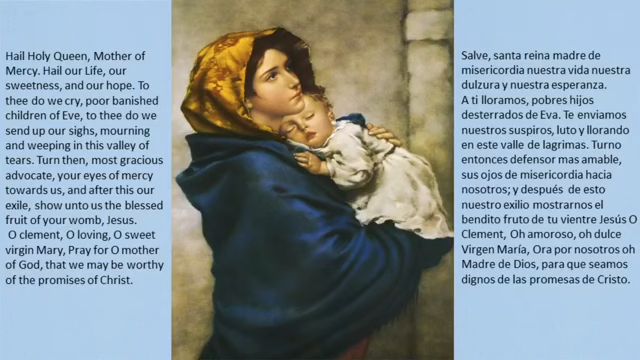 Hail Holy Queen, Mother of
Mercy. Hail our Life, our
sweetness, and our hope. To
thee do we cry, poor banished
children of Eve, to thee do we
send up our sighs, mourning
and weeping in this valley of
tears. Turn then, most gracious
advocate, your eyes of mercy
towards us, and after this our
exile, show unto us the blessed
fruit of your womb, Jesus.
O clement, O loving, O sweet
virgin Mary, Pray for O mother
of God, that we may be worthy
of the promises of Christ.
Salve, santa reina madre de
misericordia nuestra vida nuestra
dulzura y nuestra esperanza.
A ti lloramos, pobres hijos
desterrados de Eva. Te enviamos
nuestros suspiros, luto y llorando
en este valle de lagrimas. Turno
entonces defensor mas amable,
sus ojos de misericordia hacia
nosotros; y después de esto
nuestro exilio mostrarnos el
bendito fruto de tu vientre Jesús O
Clement, Oh amoroso, oh dulce
Virgen María, Ora por nosotros oh
Madre de Dios, para que seamos
dignos de las promesas de Cristo.